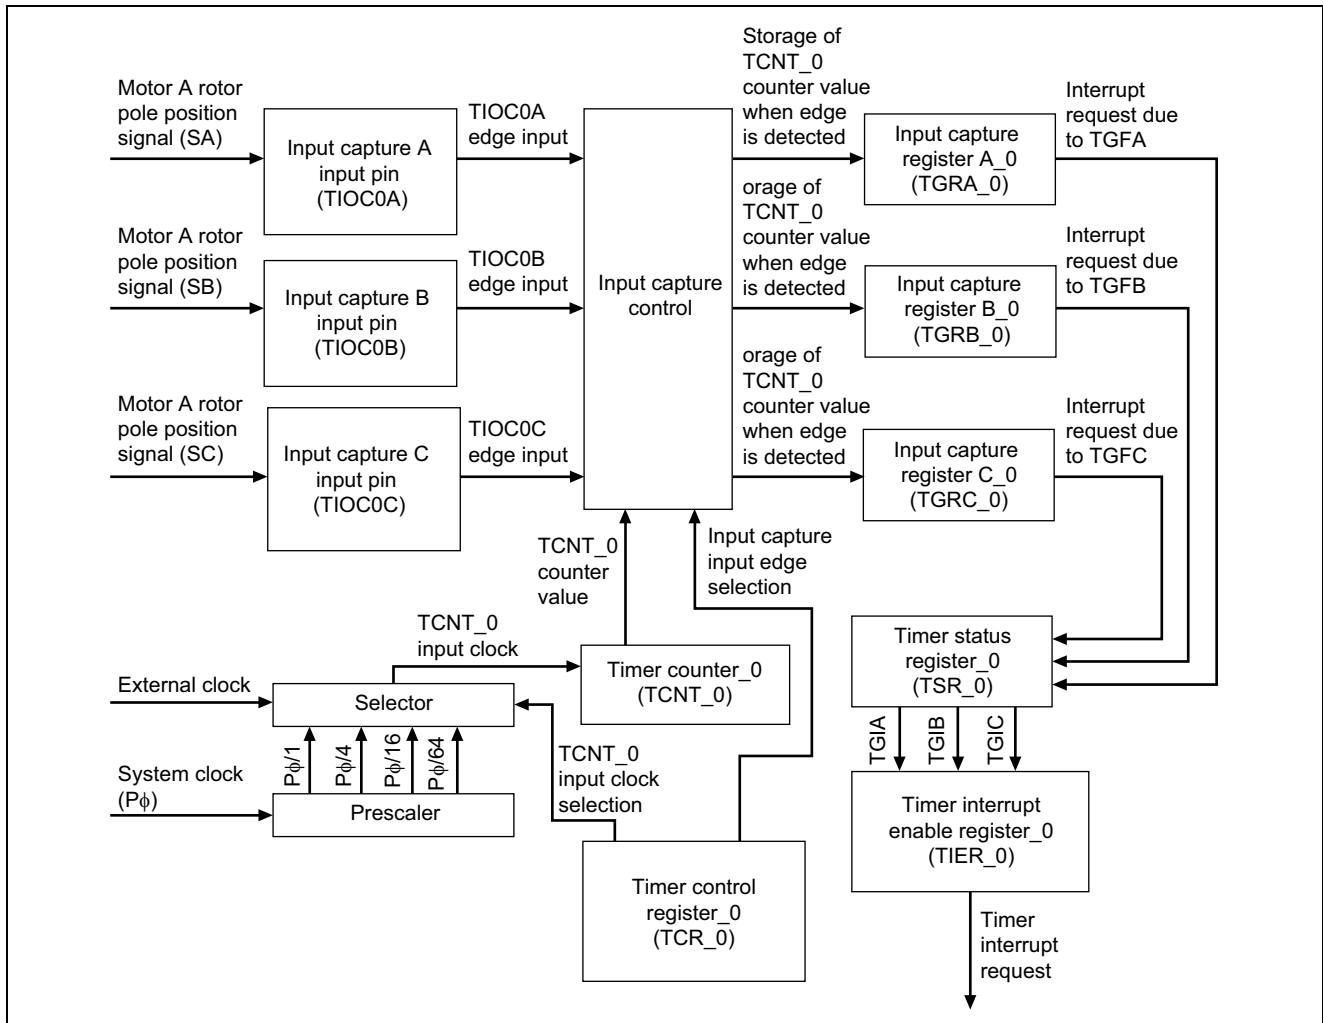 Motor A rotor
pole position
signal (SA)
Input capture A
input pin
(TIOC0A)
TIOC0A
edge input
Storage of
TCNT_0
counter value
when edge
is detected
Input capture
register A_0
(TGRA_0)
Interrupt
request due
to TGFA
Motor A rotor
pole position
signal (SB)
Input capture B
input pin
(TIOC0B)
TIOC0B
edge input
Input capture
control
orage of
TCNT_0
counter value
when edge
is detected
Input capture
register B_0
(TGRB_0)
Interrupt
request due
to TGFB
Motor A rotor
pole position
signal (SC)
Input capture C
input pin
(TIOC0C)
TIOC0C
edge input
orage of
TCNT_0
counter value
when edge
is detected
Input capture
register C_0
(TGRC_0)
Interrupt
request due
to TGFC
TCNT_0
counter
value
Input capture
input edge
selection
TCNT_0
input clock
Timer counter_0
(TCNT_0)
Timer status
register_0
(TSR_0)
External clock
Selector
Pϕ/1
Pϕ/4
Pϕ/16
Pϕ/64
TCNT_0
input clock
selection
TGIA
TGIB
TGIC
System clock
(Pϕ)
Prescaler
Timer interrupt
enable register_0
(TIER_0)
Timer control
register_0
(TCR_0)
Timer
interrupt
request